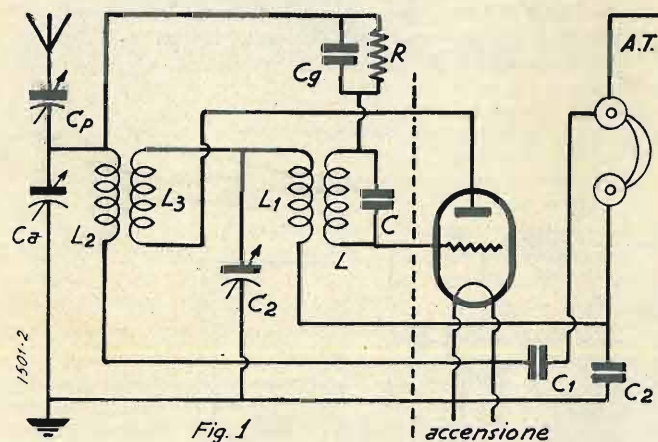 A.T.
R
Cg
Cp
L3
L1
Ca
L2
C
L
C2
C1
C2
1501-2
Fig. 1
accensione